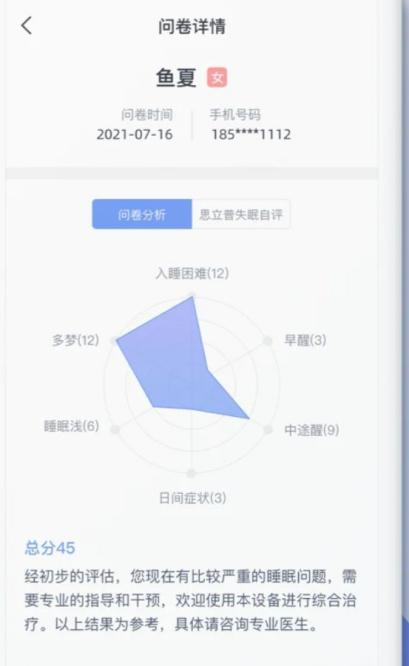 问卷详情
鱼夏 女
问卷时间 手机号码
2021-07-16 185****1112
问卷分析 思立普失眠自评
入睡困难(12)
多梦(12) 早醒(3)
睡眠浅(6) 中途醒(9)
日间症状(3)
总分45
经初步的评估，您现在有比较严重的睡眠问题，需
要专业的指导和干预，欢迎使用本设备进行综合治
疗。以上结果为参考，具体请咨询专业医生。